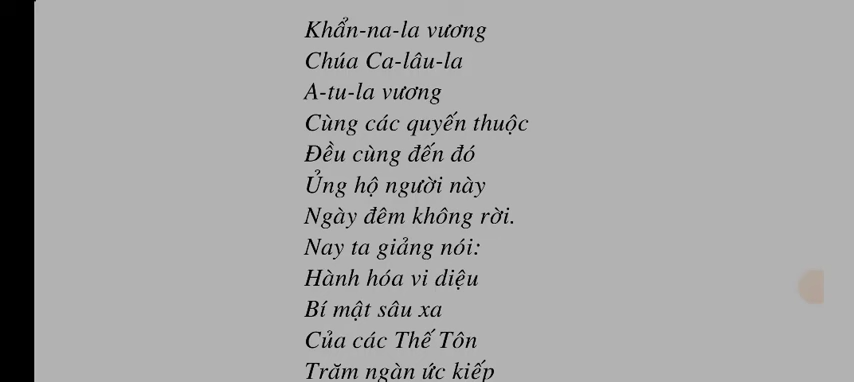 Khẩn-na-la vương
Chúa Ca-lâu-la
A-tu-la vương
Cùng các quyến thuộc
Đều cùng đến đó
Ủng hộ người này
Ngày đêm không rời.
Nay ta giảng nói:
Hành hóa vi diệu
Bí mật sâu xa
Của các Thế Tôn
Trăm ngàn ức kiếp